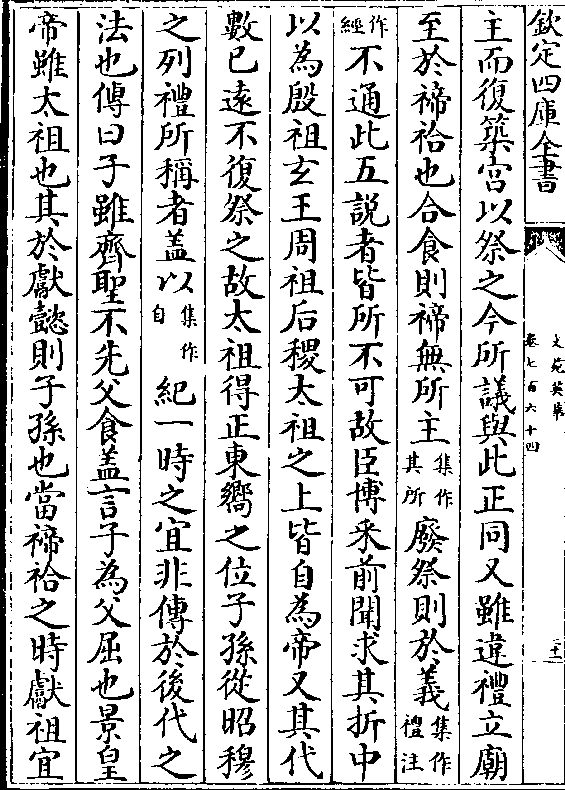 欽定四庫全書
文苑英華
卷七百六十四
主而復築宮以祭之今所議與此正同又雖違禮立廟
至於禘祫也合食則禘無所主集作其所廢祭則於義集作禮注
作經不通此五説者皆所不可故臣博采前聞求其折中
以為殷祖玄王周祖后稷太祖之上皆自為帝又其代
數已遠不復祭之故太祖得正東嚮之位子孫從昭穆
之列禮所稱者盖以集作自紀一時之宜非傳於後代之
法也傳曰子雖齊聖不先父食盖言子為父屈也景皇
帝雖太祖也其於獻懿則子孫也當禘祫之時獻祖宜